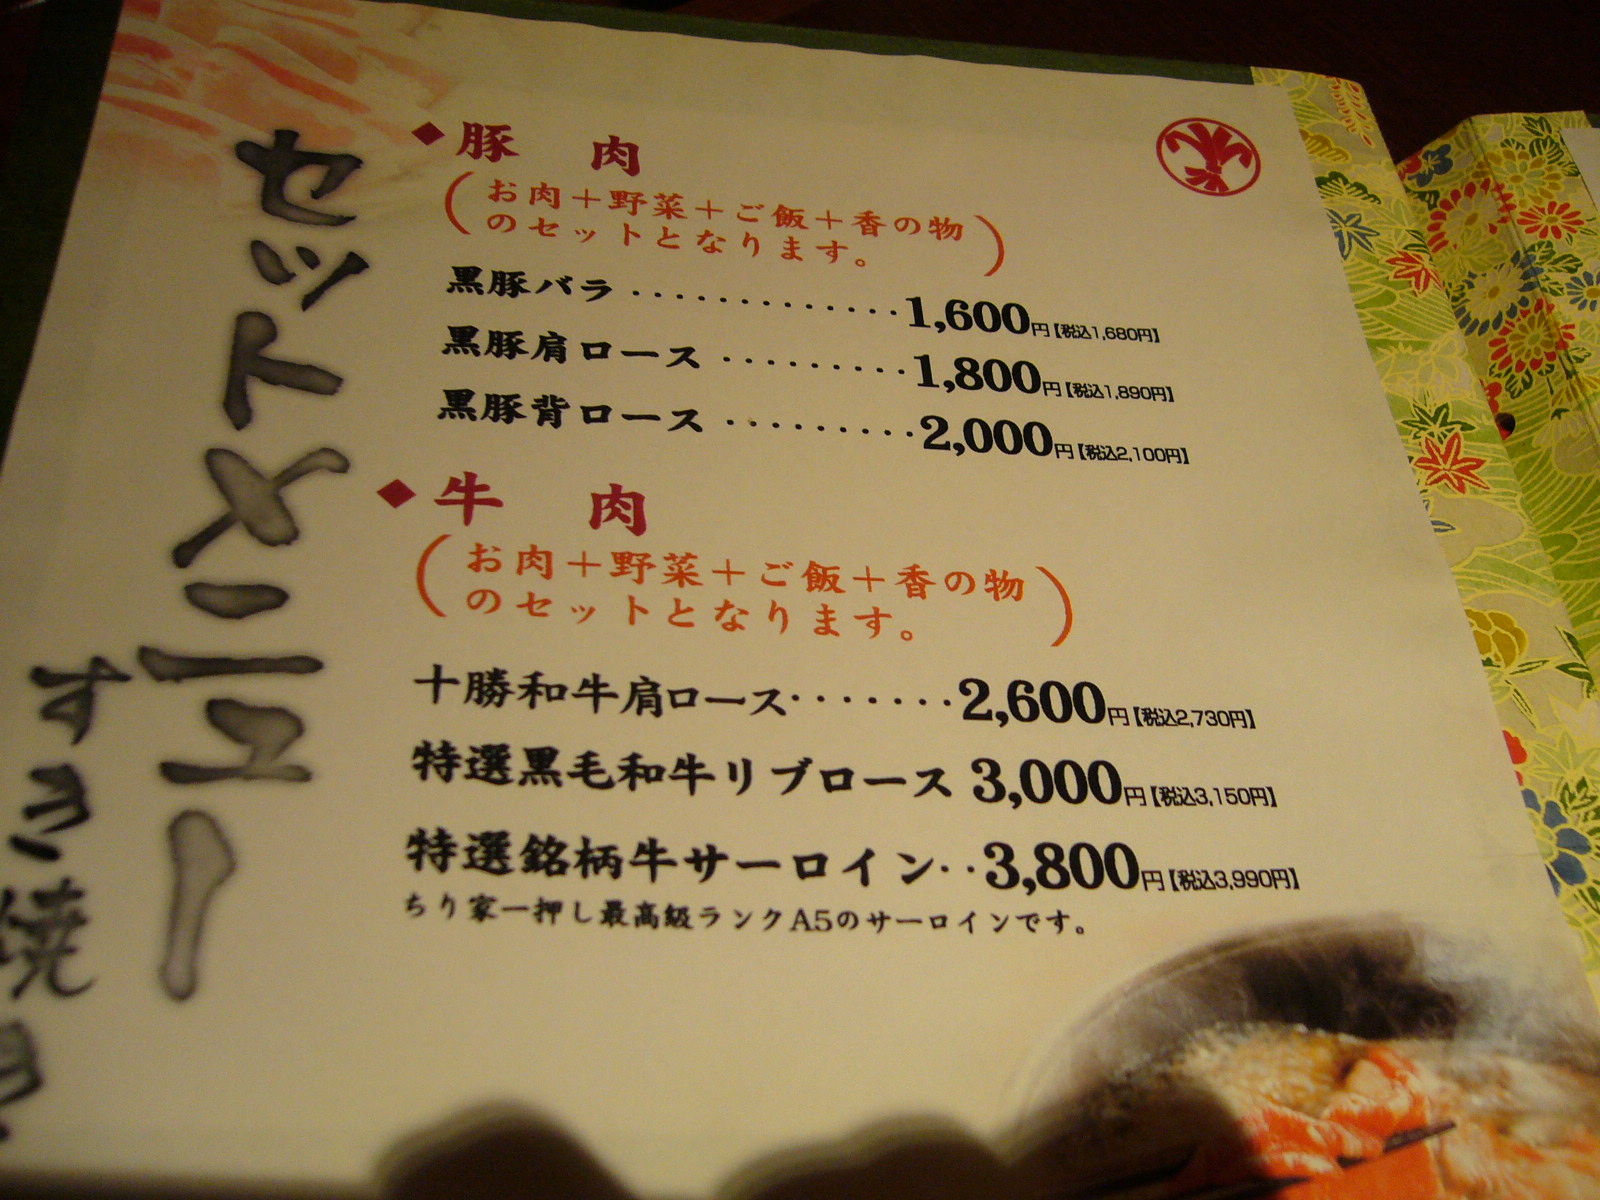 セットメニュー
すき焼き
◆豚 肉
(お肉＋野菜＋ご飯＋香の物
のセットとなります。)
黒豚バラ ・・・・・・・・・・・・・ 1,600円【税込1,680円】
黒豚肩ロース ・・・・・・・・・ 1,800円【税込1,890円】
黒豚背ロース ・・・・・・・・・ 2,000円【税込2,100円】
◆牛 肉
(お肉＋野菜＋ご飯＋香の物
のセットとなります。)
十勝和牛肩ロース・・・・・・・2,600円【税込2,730円】
特選黒毛和牛リブロース 3,000円【税込3,150円】
特選銘柄牛サーロイン・・3,800円【税込3,990円】
ちり家一押し最高級ランクA5のサーロインです。